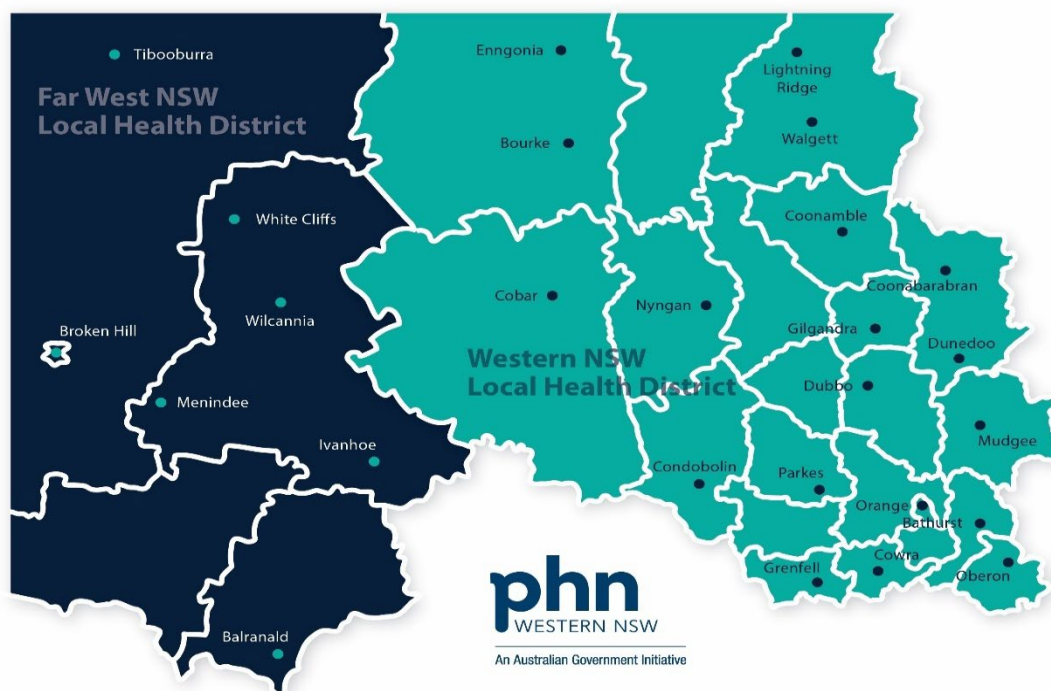 Tibooburra
Far West NSW
Local Health District
White Cliffs
Wilcannia
Broken Hill
Menindee
Ivanhoe
Balranald
Enngonia
Bourke
Lightning
Ridge
Walgett
Coonamble
Coonabarabran
Cobar
Nyngan
Gilgandra
Dunedoo
Western NSW
Local Health District
Dubbo
Mudgee
Condobolin
Parkes
Orange
Bathurst
Grenfell
Cowra
Oberon
phn
WESTERN NSW
An Australian Government Initiative